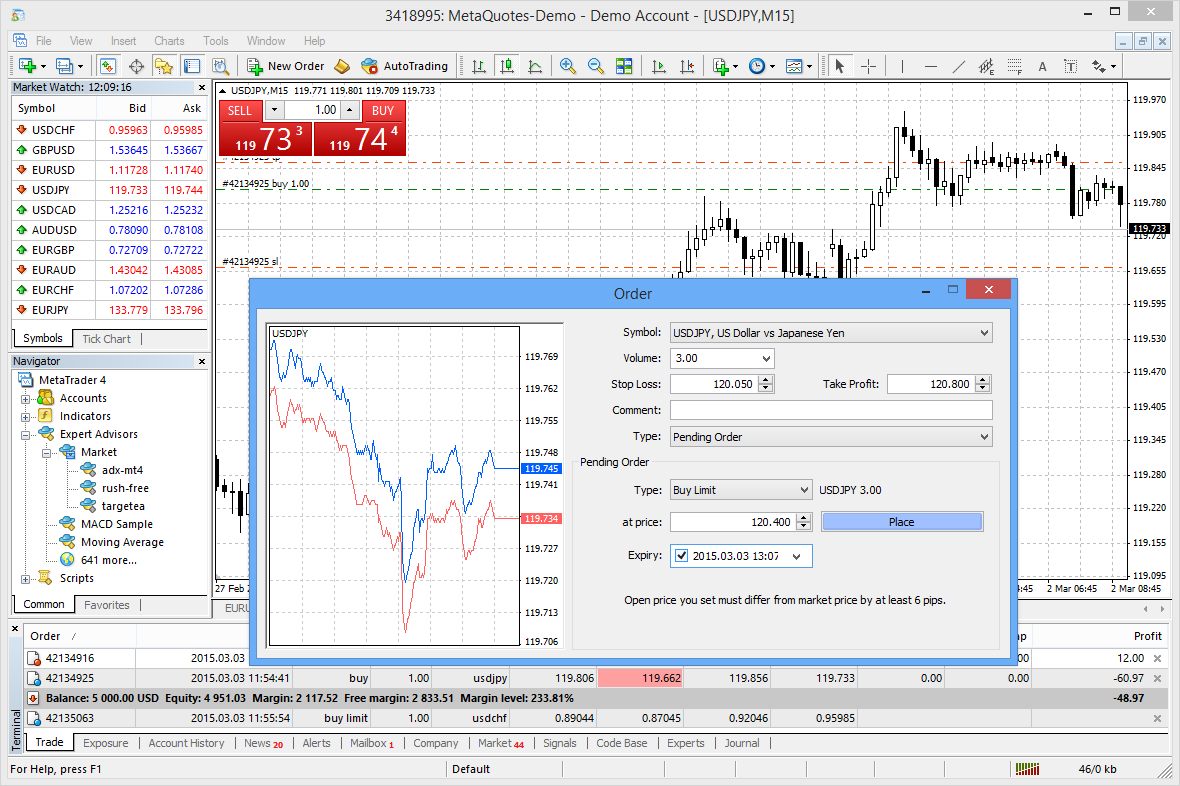 3418995: MetaQuotes-Demo - Demo Account - [USDJPY,M15]
File View Insert Charts Tools Window Help
New Order AutoTrading
Market Watch: 12:09:16
Symbol Bid Ask
USDCHF 0.95963 0.95985
GBPUSD 1.53645 1.53667
EURUSD 1.11728 1.11740
USDJPY 119.733 119.744
USDCAD 1.25216 1.25232
AUDUSD 0.78090 0.78108
EURGBP 0.72709 0.72722
EURAUD 1.43042 1.43085
EURCHF 1.07202 1.07286
EURJPY 133.779 133.796
Symbols Tick Chart
Navigator
MetaTrader 4
Accounts
Indicators
Expert Advisors
Market
adx-mt4
rush-free
targetea
MACD Sample
Moving Average
641 more...
Scripts
Common Favorites
USDJPY,M15 119.771 119.801 119.709 119.733
SELL 1.00 BUY
119 73 3 119 74 4
#42134925 buy 1.00
#42134925 sl
119.970
119.905
119.845
119.780
119.733
119.720
119.655
119.595
119.530
119.470
119.405
119.345
119.280
119.220
119.155
119.095
27 Feb 2 Mar 06:45 2 Mar 08:45
Order
USDJPY
119.769
119.762
119.755
119.748
119.745
119.741
119.734
119.727
119.720
119.713
119.706
Symbol: USDJPY, US Dollar vs Japanese Yen
Volume: 3.00
Stop Loss: 120.050 Take Profit: 120.800
Comment:
Type: Pending Order
Pending Order
Type: Buy Limit USDJPY 3.00
at price: 120.400 Place
Expiry: 2015.03.03 13:07
Open price you set must differ from market price by at least 6 pips.
Order / Profit
42134916 2015.03.03 12.00
42134925 2015.03.03 11:54:41 buy 1.00 usdjpy 119.806 119.662 119.856 119.733 0.00 0.00 -60.97
Balance: 5 000.00 USD Equity: 4 951.03 Margin: 2 117.52 Free margin: 2 833.51 Margin level: 233.81% -48.97
42135063 2015.03.03 11:55:54 buy limit 1.00 usdchf 0.89044 0.87045 0.92046 0.95985
Terminal
Trade Exposure Account History News 20 Alerts Mailbox 1 Company Market 44 Signals Code Base Experts Journal
For Help, press F1 Default 46/0 kb